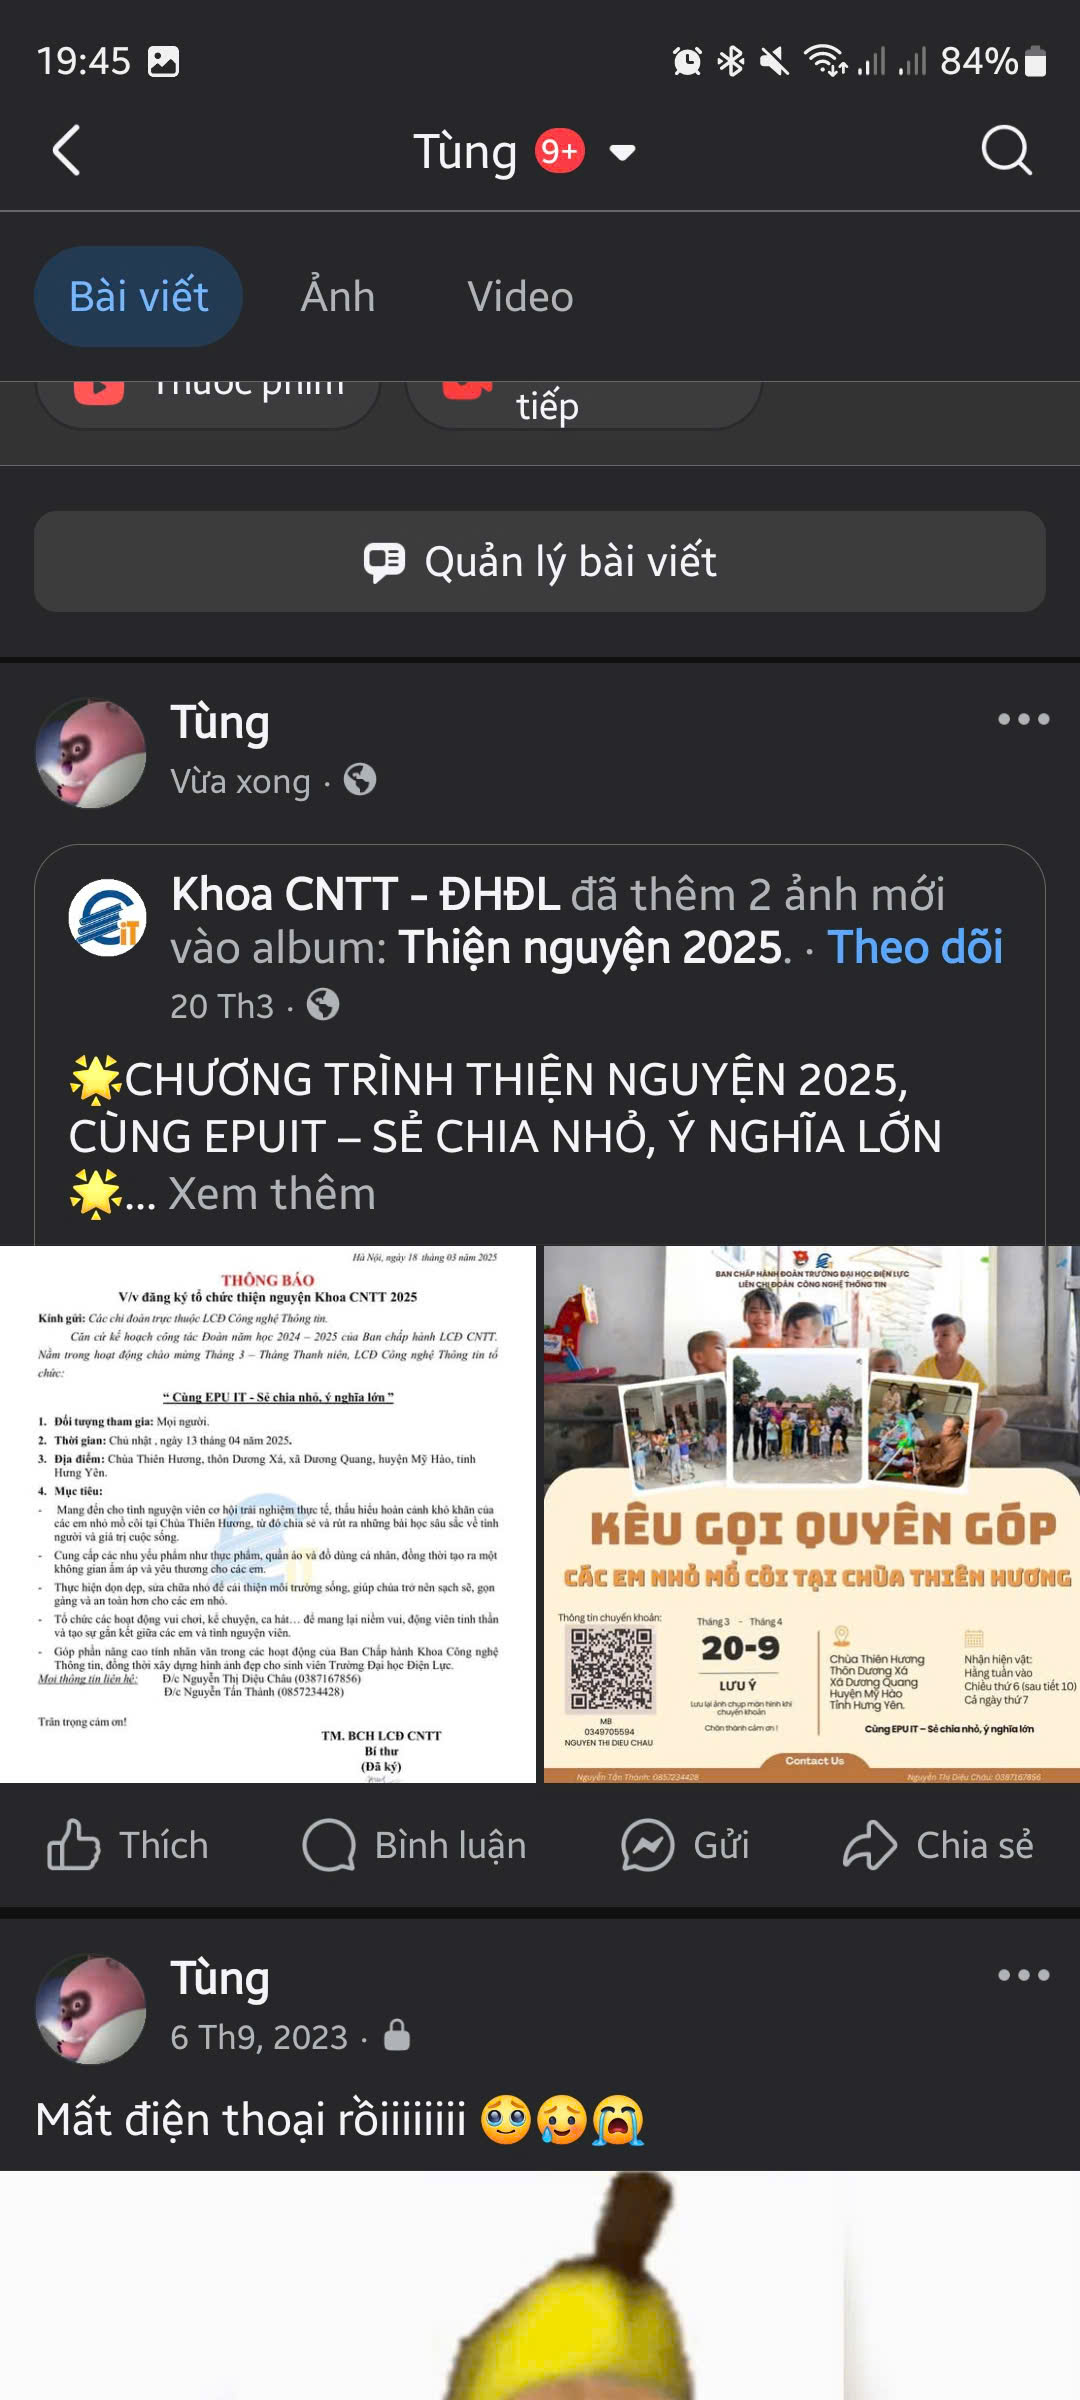 19:45
84%
Tùng 9+
Bài viết
Ảnh
Video
Thước phim
tiếp
Quản lý bài viết
Tùng
Vừa xong ·
Khoa CNTT - ĐHĐL đã thêm 2 ảnh mới
vào album: Thiện nguyện 2025. · Theo dõi
20 Th3 ·
🌟CHƯƠNG TRÌNH THIỆN NGUYỆN 2025,
CÙNG EPUIT – SẺ CHIA NHỎ, Ý NGHĨA LỚN
🌟... Xem thêm
Hà Nội, ngày 18 tháng 03 năm 2025
THÔNG BÁO
V/v đăng ký tổ chức thiện nguyện Khoa CNTT 2025
Kính gửi: Các chi đoàn trực thuộc LCĐ Công nghệ Thông tin.
Căn cứ kế hoạch công tác Đoàn năm học 2024 – 2025 của Ban chấp hành LCĐ CNTT.
Nằm trong hoạt động chào mừng Tháng 3 – Tháng Thanh niên, LCĐ Công nghệ Thông tin tổ
chức:
“ Cùng EPU IT - Sẻ chia nhỏ, ý nghĩa lớn ”
1. Đối tượng tham gia: Mọi người.
2. Thời gian: Chủ nhật , ngày 13 tháng 04 năm 2025.
3. Địa điểm: Chùa Thiên Hương, thôn Dương Xá, xã Dương Quang, huyện Mỹ Hào, tỉnh
Hưng Yên.
4. Mục tiêu:
- Mang đến cho tình nguyện viên cơ hội trải nghiệm thực tế, thấu hiểu hoàn cảnh khó khăn của
các em nhỏ mồ côi tại Chùa Thiên Hương, từ đó chia sẻ và rút ra những bài học sâu sắc về tình
người và giá trị cuộc sống.
- Cung cấp các nhu yếu phẩm như thực phẩm, quần áo và đồ dùng cá nhân, đồng thời tạo ra một
không gian ấm áp và yêu thương cho các em.
- Thực hiện dọn dẹp, sửa chữa nhỏ để cải thiện môi trường sống, giúp chùa trở nên sạch sẽ, gọn
gàng và an toàn hơn cho các em nhỏ.
- Tổ chức các hoạt động vui chơi, kể chuyện, ca hát… để mang lại niềm vui, động viên tinh thần
và tạo sự gắn kết giữa các em và tình nguyện viên.
- Góp phần nâng cao tính nhân văn trong các hoạt động của Ban Chấp hành Khoa Công nghệ
Thông tin, đồng thời xây dựng hình ảnh đẹp cho sinh viên Trường Đại học Điện Lực.
Mọi thông tin liên hệ: Đ/c Nguyễn Thị Diệu Châu (0387167856)
Đ/c Nguyễn Tấn Thành (0857234428)
Trân trọng cảm ơn!
TM. BCH LCĐ CNTT
Bí thư
(Đã ký)
BAN CHẤP HÀNH ĐOÀN TRƯỜNG ĐẠI HỌC ĐIỆN LỰC
LIÊN CHI ĐOÀN CÔNG NGHỆ THÔNG TIN
KÊU GỌI QUYÊN GÓP
CÁC EM NHỎ MỒ CÔI TẠI CHÙA THIÊN HƯƠNG
Thông tin chuyển khoản:
MB
0349705594
NGUYEN THI DIEU CHAU
Tháng 3 - Tháng 4
20-9
LƯU Ý
Lưu lại ảnh chụp màn hình khi
chuyển khoản
Chân thành cảm ơn !
Chùa Thiên Hương
Thôn Dương Xá
Xã Dương Quang
Huyện Mỹ Hào
Tỉnh Hưng Yên.
Nhận hiện vật:
Hằng tuần vào
Chiều thứ 6 (sau tiết 10)
Cả ngày thứ 7
Cùng EPU IT – Sẻ chia nhỏ, ý nghĩa lớn
Contact Us
Nguyễn Tấn Thành: 0857234428
Nguyễn Thị Diệu Châu: 0387167856
Thích
Bình luận
Gửi
Chia sẻ
Tùng
6 Th9, 2023 ·
Mất điện thoại rồiiiiiiiii 🥹🥲😭